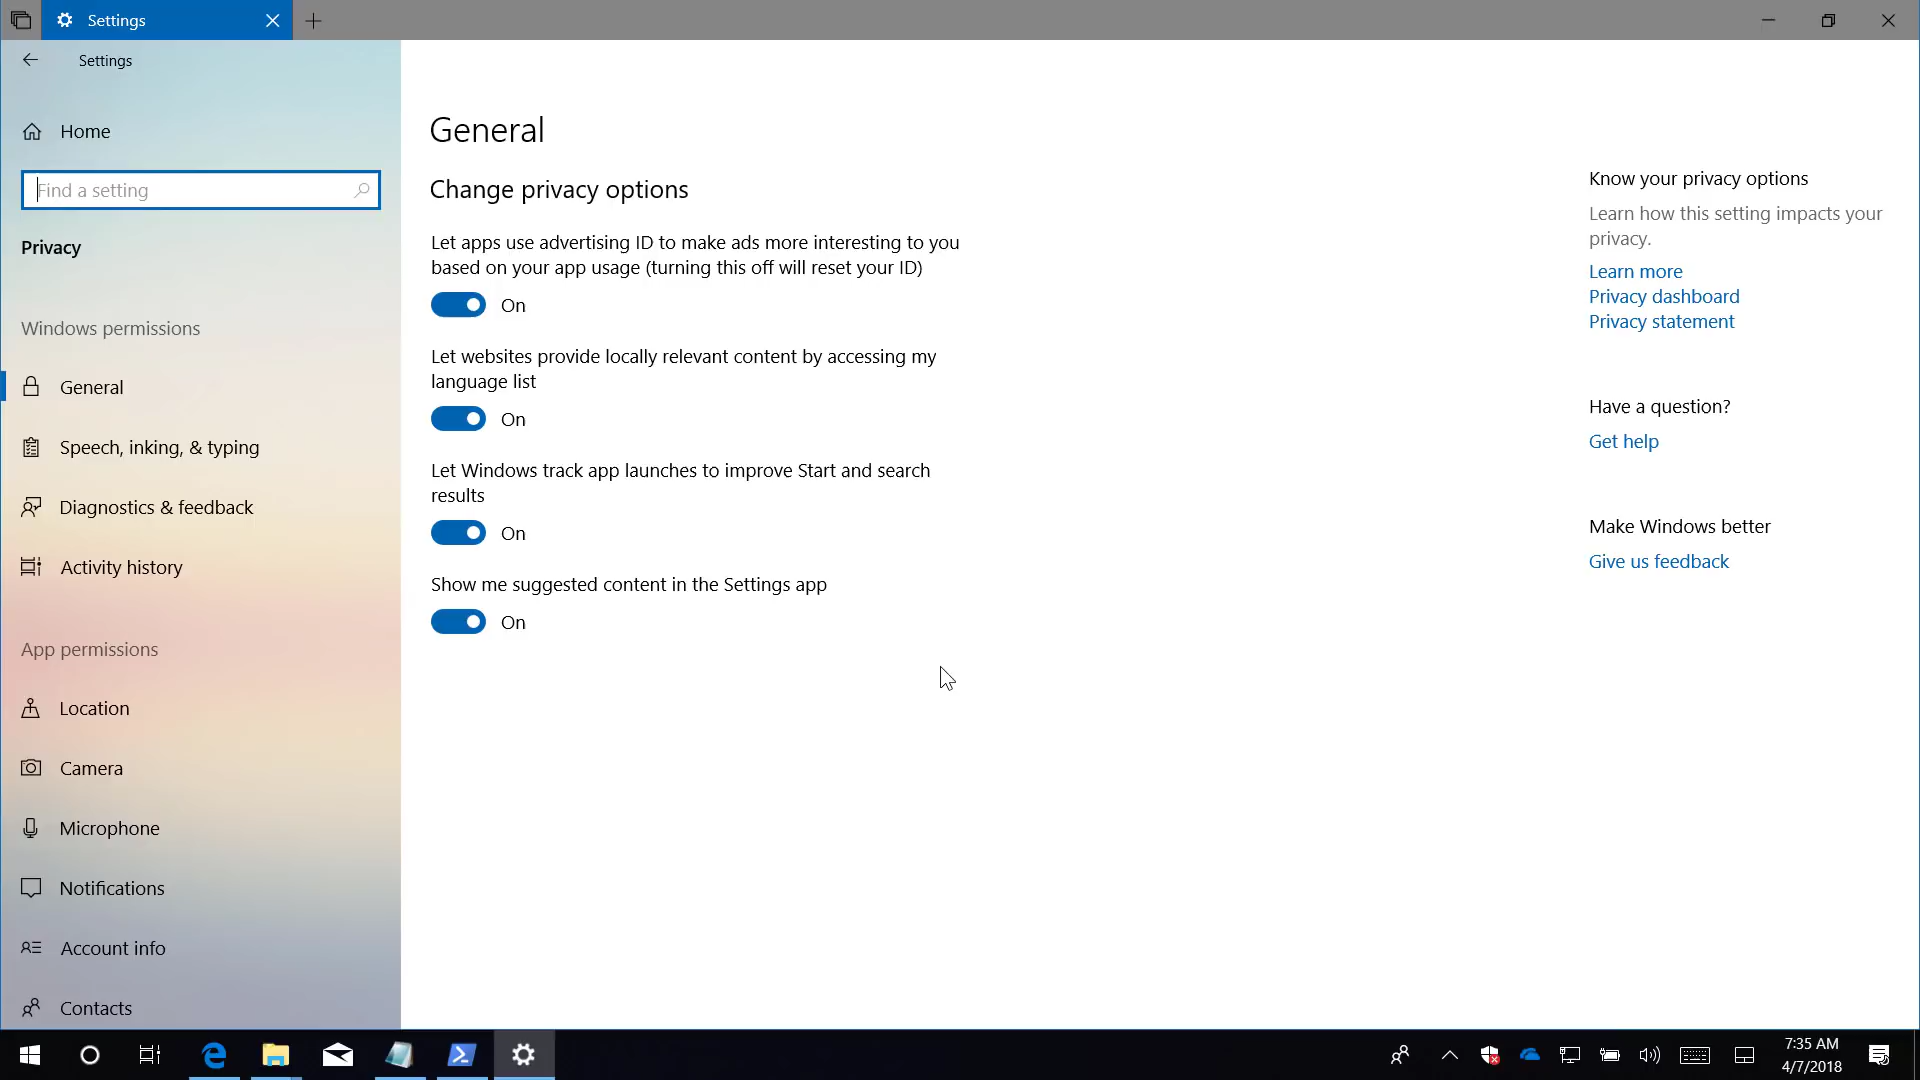 Settings
Settings
Home
Find a setting
Privacy
Windows permissions
General
Speech, inking, & typing
Diagnostics & feedback
Activity history
App permissions
Location
Camera
Microphone
Notifications
Account info
Contacts
General
Change privacy options
Let apps use advertising ID to make ads more interesting to you
based on your app usage (turning this off will reset your ID)
On
Let websites provide locally relevant content by accessing my
language list
On
Let Windows track app launches to improve Start and search
results
On
Show me suggested content in the Settings app
On
Know your privacy options
Learn how this setting impacts your
privacy.
Learn more
Privacy dashboard
Privacy statement
Have a question?
Get help
Make Windows better
Give us feedback
7:35 AM
4/7/2018